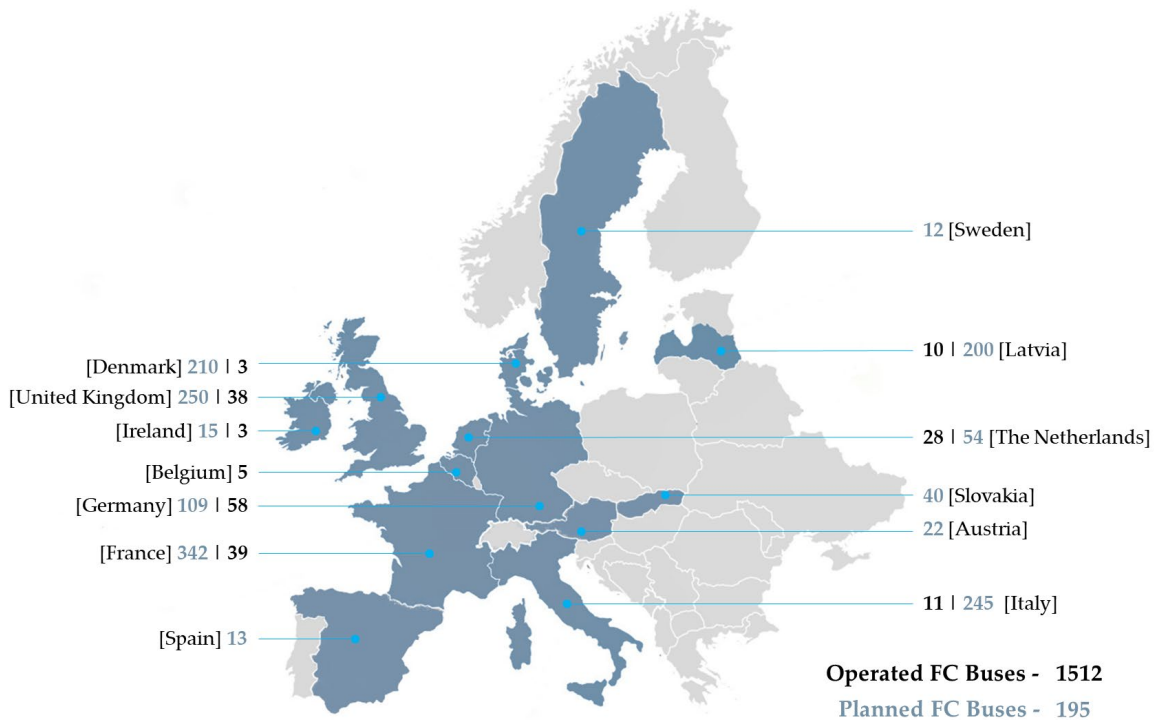 12 [Sweden]
[Denmark] 210 | 3
10 | 200 [Latvia]
[United Kingdom] 250 | 38
[Ireland] 15 | 3
28 | 54 [The Netherlands]
[Belgium] 5
40 [Slovakia]
[Germany] 109 | 58
22 [Austria]
[France] 342 | 39
11 | 245 [Italy]
[Spain] 13
Operated FC Buses - 1512
Planned FC Buses - 195